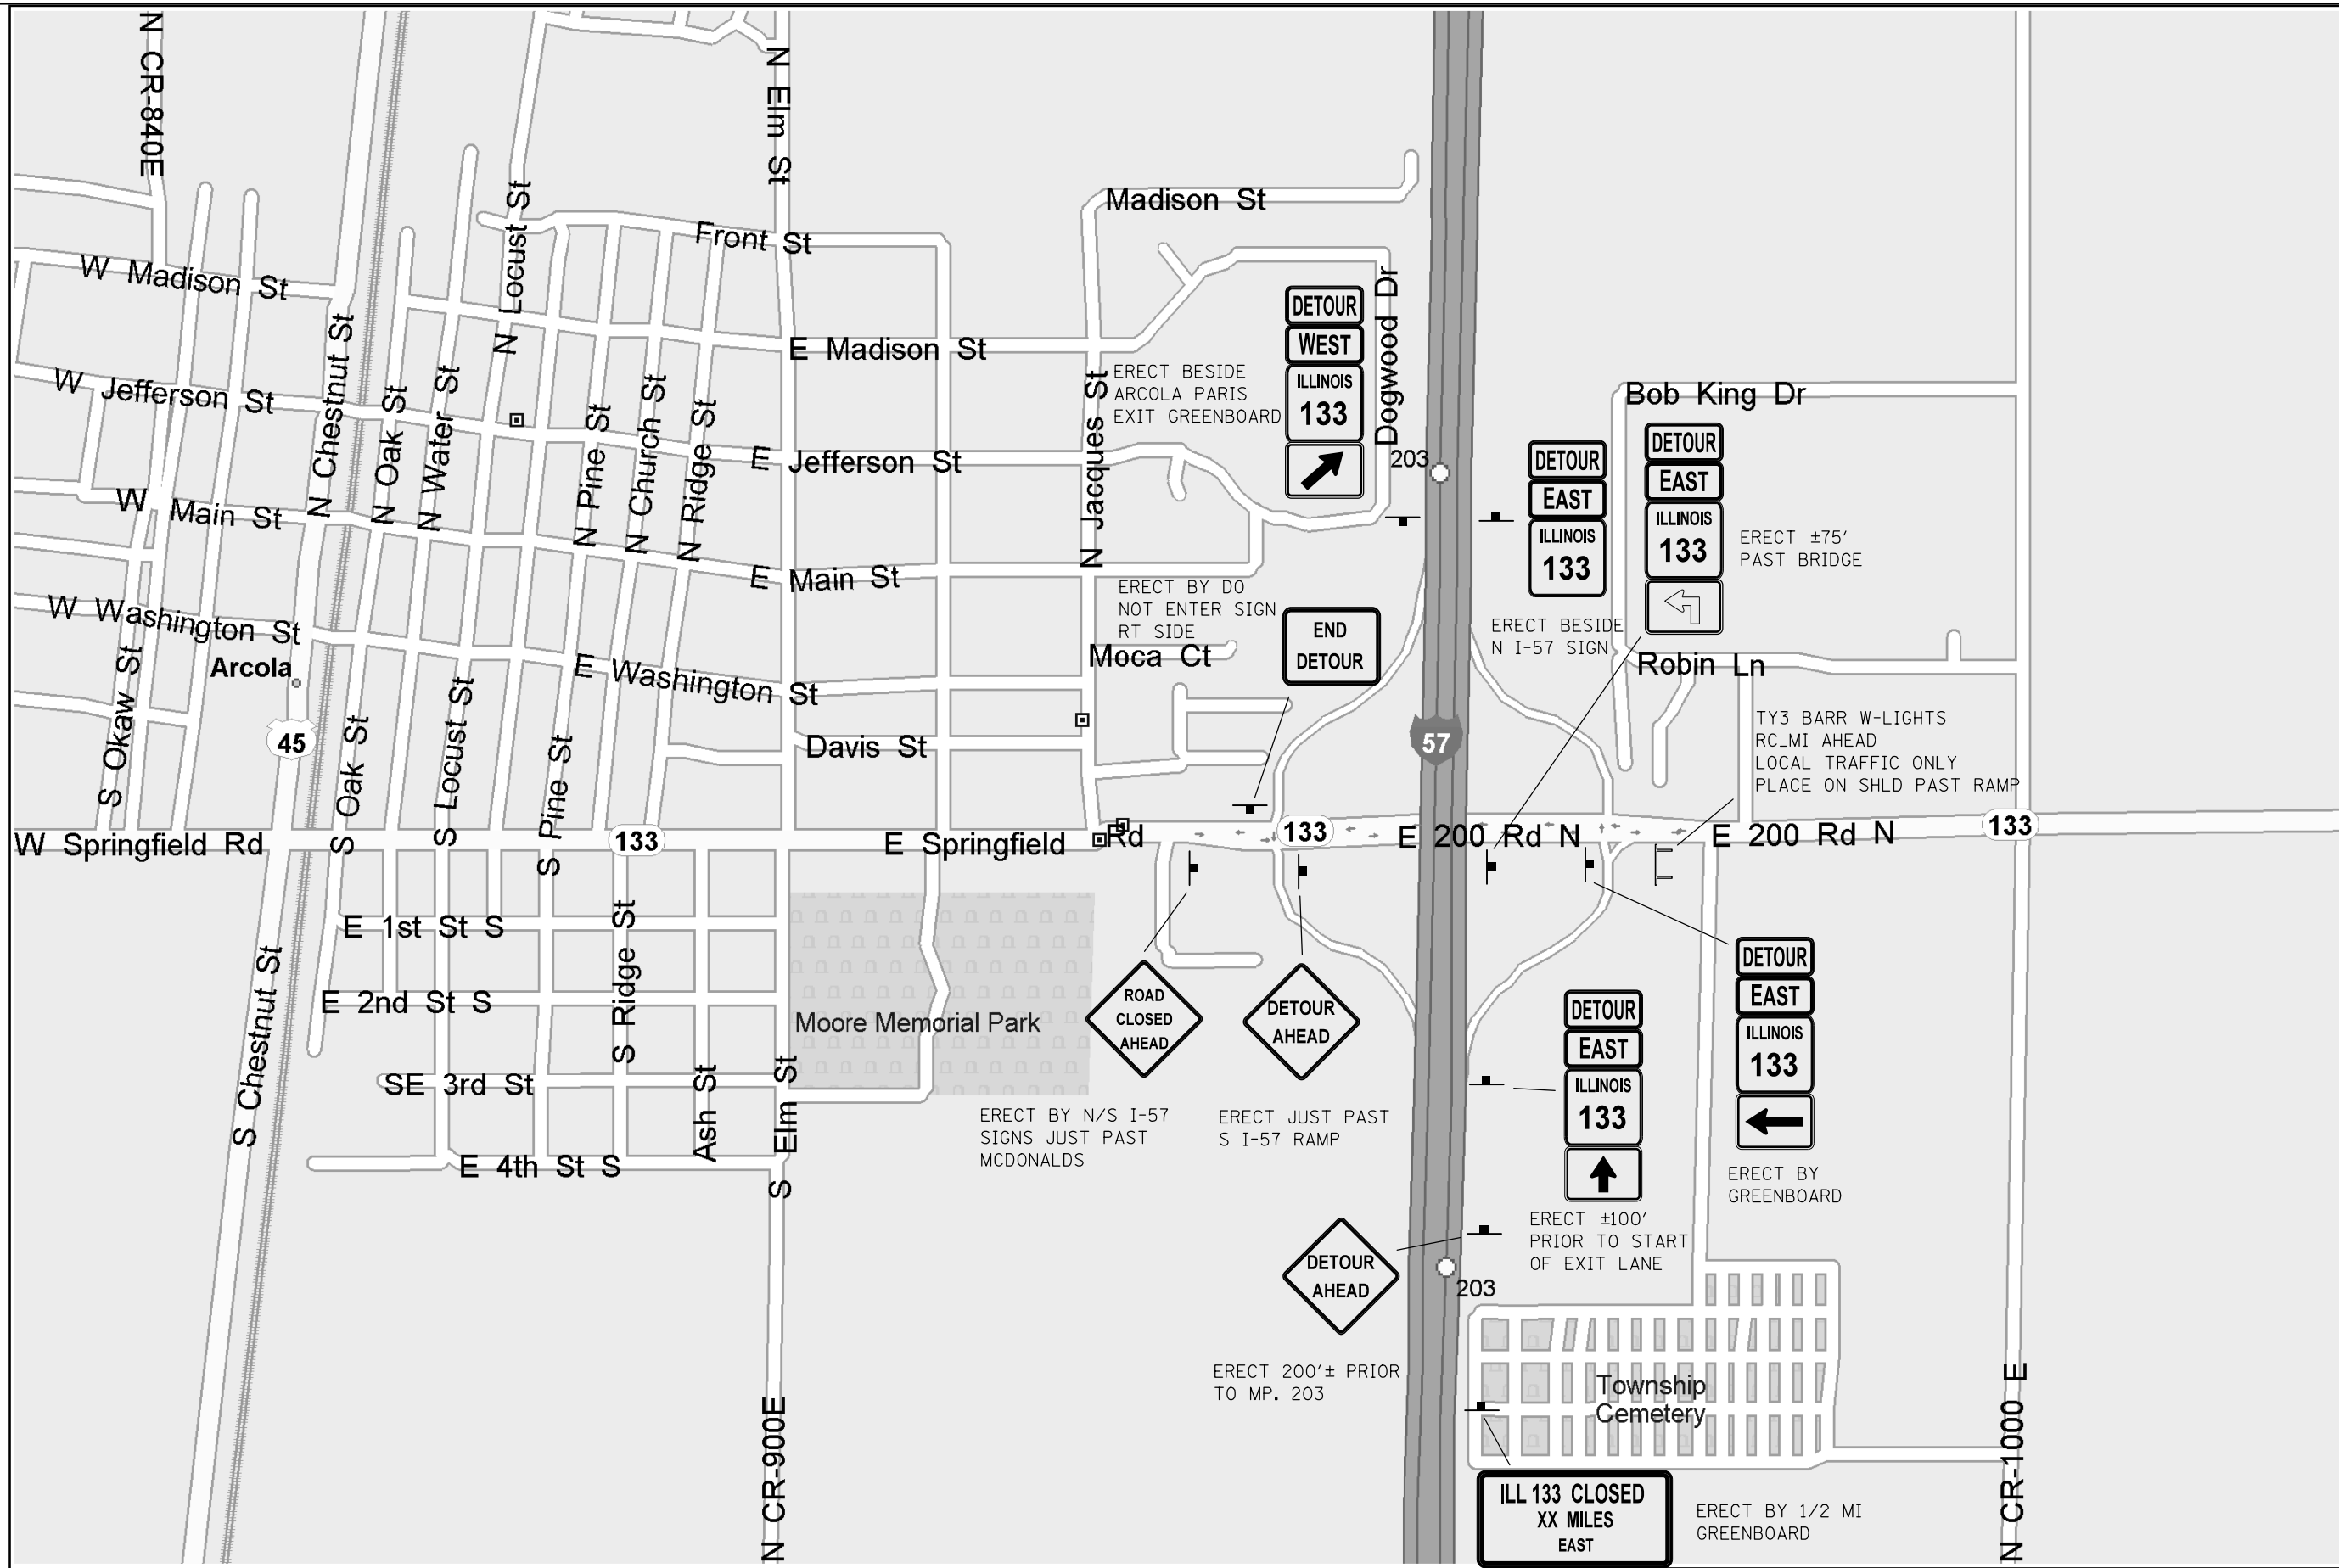 N CR-840E
N Elm St
Madison St
N Locust St
Front St
W Madison St
E Madison St
N Chestnut St
W Jefferson St
N Oak St
N Water St
N Pine St
N Church St
N Ridge St
E Jefferson St
N Jacques St
Dogwood Dr
ERECT BESIDE
ARCOLA PARIS
EXIT GREENBOARD
DETOUR
WEST
ILLINOIS
133
203
DETOUR
EAST
ILLINOIS
133
ERECT BESIDE
N I-57 SIGN
Bob King Dr
DETOUR
EAST
ILLINOIS
133
ERECT ±75'
PAST BRIDGE
W Main St
E Main St
W Washington St
Arcola
E Washington St
ERECT BY DO
NOT ENTER SIGN
RT SIDE
END
DETOUR
Moca Ct
Robin Ln
S Okaw St
45
S Oak St
S Locust St
S Pine St
Davis St
57
TY3 BARR W-LIGHTS
RC_MI AHEAD
LOCAL TRAFFIC ONLY
PLACE ON SHLD PAST RAMP
W Springfield Rd
133
E Springfield Rd
133
E 200 Rd N
E 200 Rd N
133
E 1st St S
S Ridge St
E 2nd St S
S Chestnut St
Moore Memorial Park
SE 3rd St
Ash St
S Elm St
E 4th St S
ROAD
CLOSED
AHEAD
ERECT BY N/S I-57
SIGNS JUST PAST
MCDONALDS
DETOUR
AHEAD
ERECT JUST PAST
S I-57 RAMP
DETOUR
EAST
ILLINOIS
133
ERECT ±100'
PRIOR TO START
OF EXIT LANE
DETOUR
EAST
ILLINOIS
133
ERECT BY
GREENBOARD
DETOUR
AHEAD
203
ERECT 200'± PRIOR
TO MP. 203
Township
Cemetery
N CR-900E
N CR-1000 E
ILL 133 CLOSED
XX MILES
EAST
ERECT BY 1/2 MI
GREENBOARD